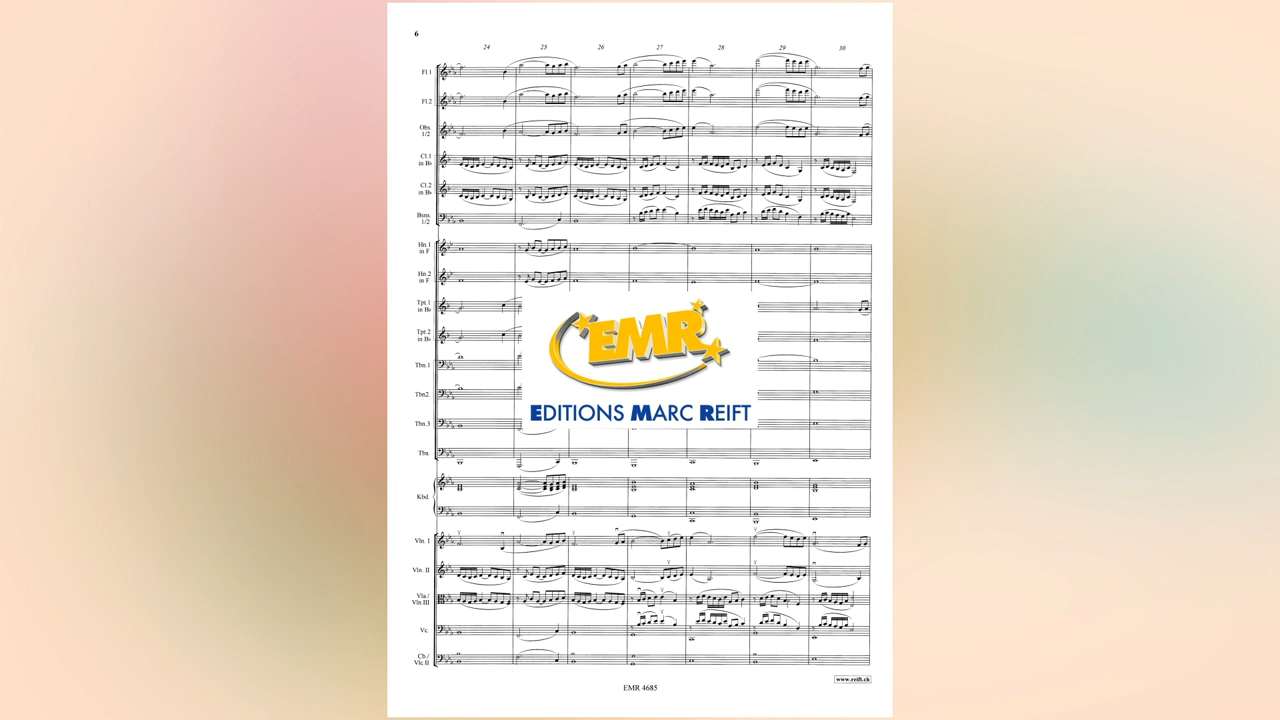 6
24 25 26 27 28 29 30
Fl.1
Fl.2
Obs.
1/2
Cl.1
in B♭
Cl.2
in B♭
Bsns.
1/2
Hn.1
in F
Hn.2
in F
Tpt.1
in B♭
Tpt.2
in B♭
Tbn.1
Tbn2.
Tbn.3
Tba.
EMR
EDITIONS MARC REIFT
Kbd
Vln. I
Vln. II
Vla./
Vln.III
Vc.
Cb /
Vlc.II
www.reift.ch
EMR 4685